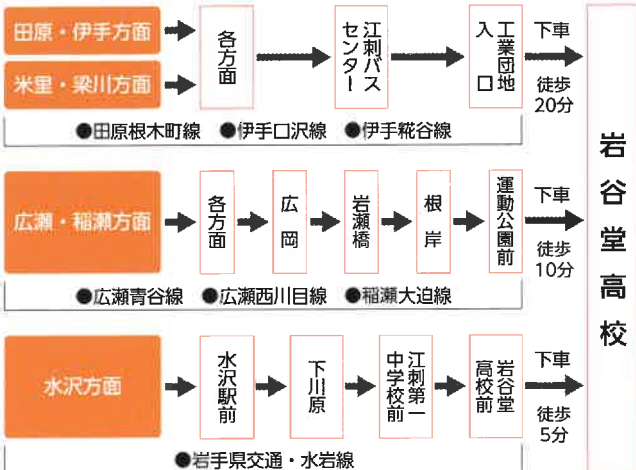 田原・伊手方面
米里・梁川方面
各方面
江刺バスセンター
工業団地入口
下車
徒歩
20分
●田原根木町線 ●伊手口沢線 ●伊手糀谷線
広瀬・稲瀬方面
各方面
広岡
岩瀬橋
根岸
運動公園前
下車
徒歩
10分
●広瀬青谷線 ●広瀬西川目線 ●稲瀬大迫線
水沢方面
水沢駅前
下川原
江刺第一中学校前
岩谷堂高校前
下車
徒歩
5分
●岩手県交通・水岩線
岩谷堂高校